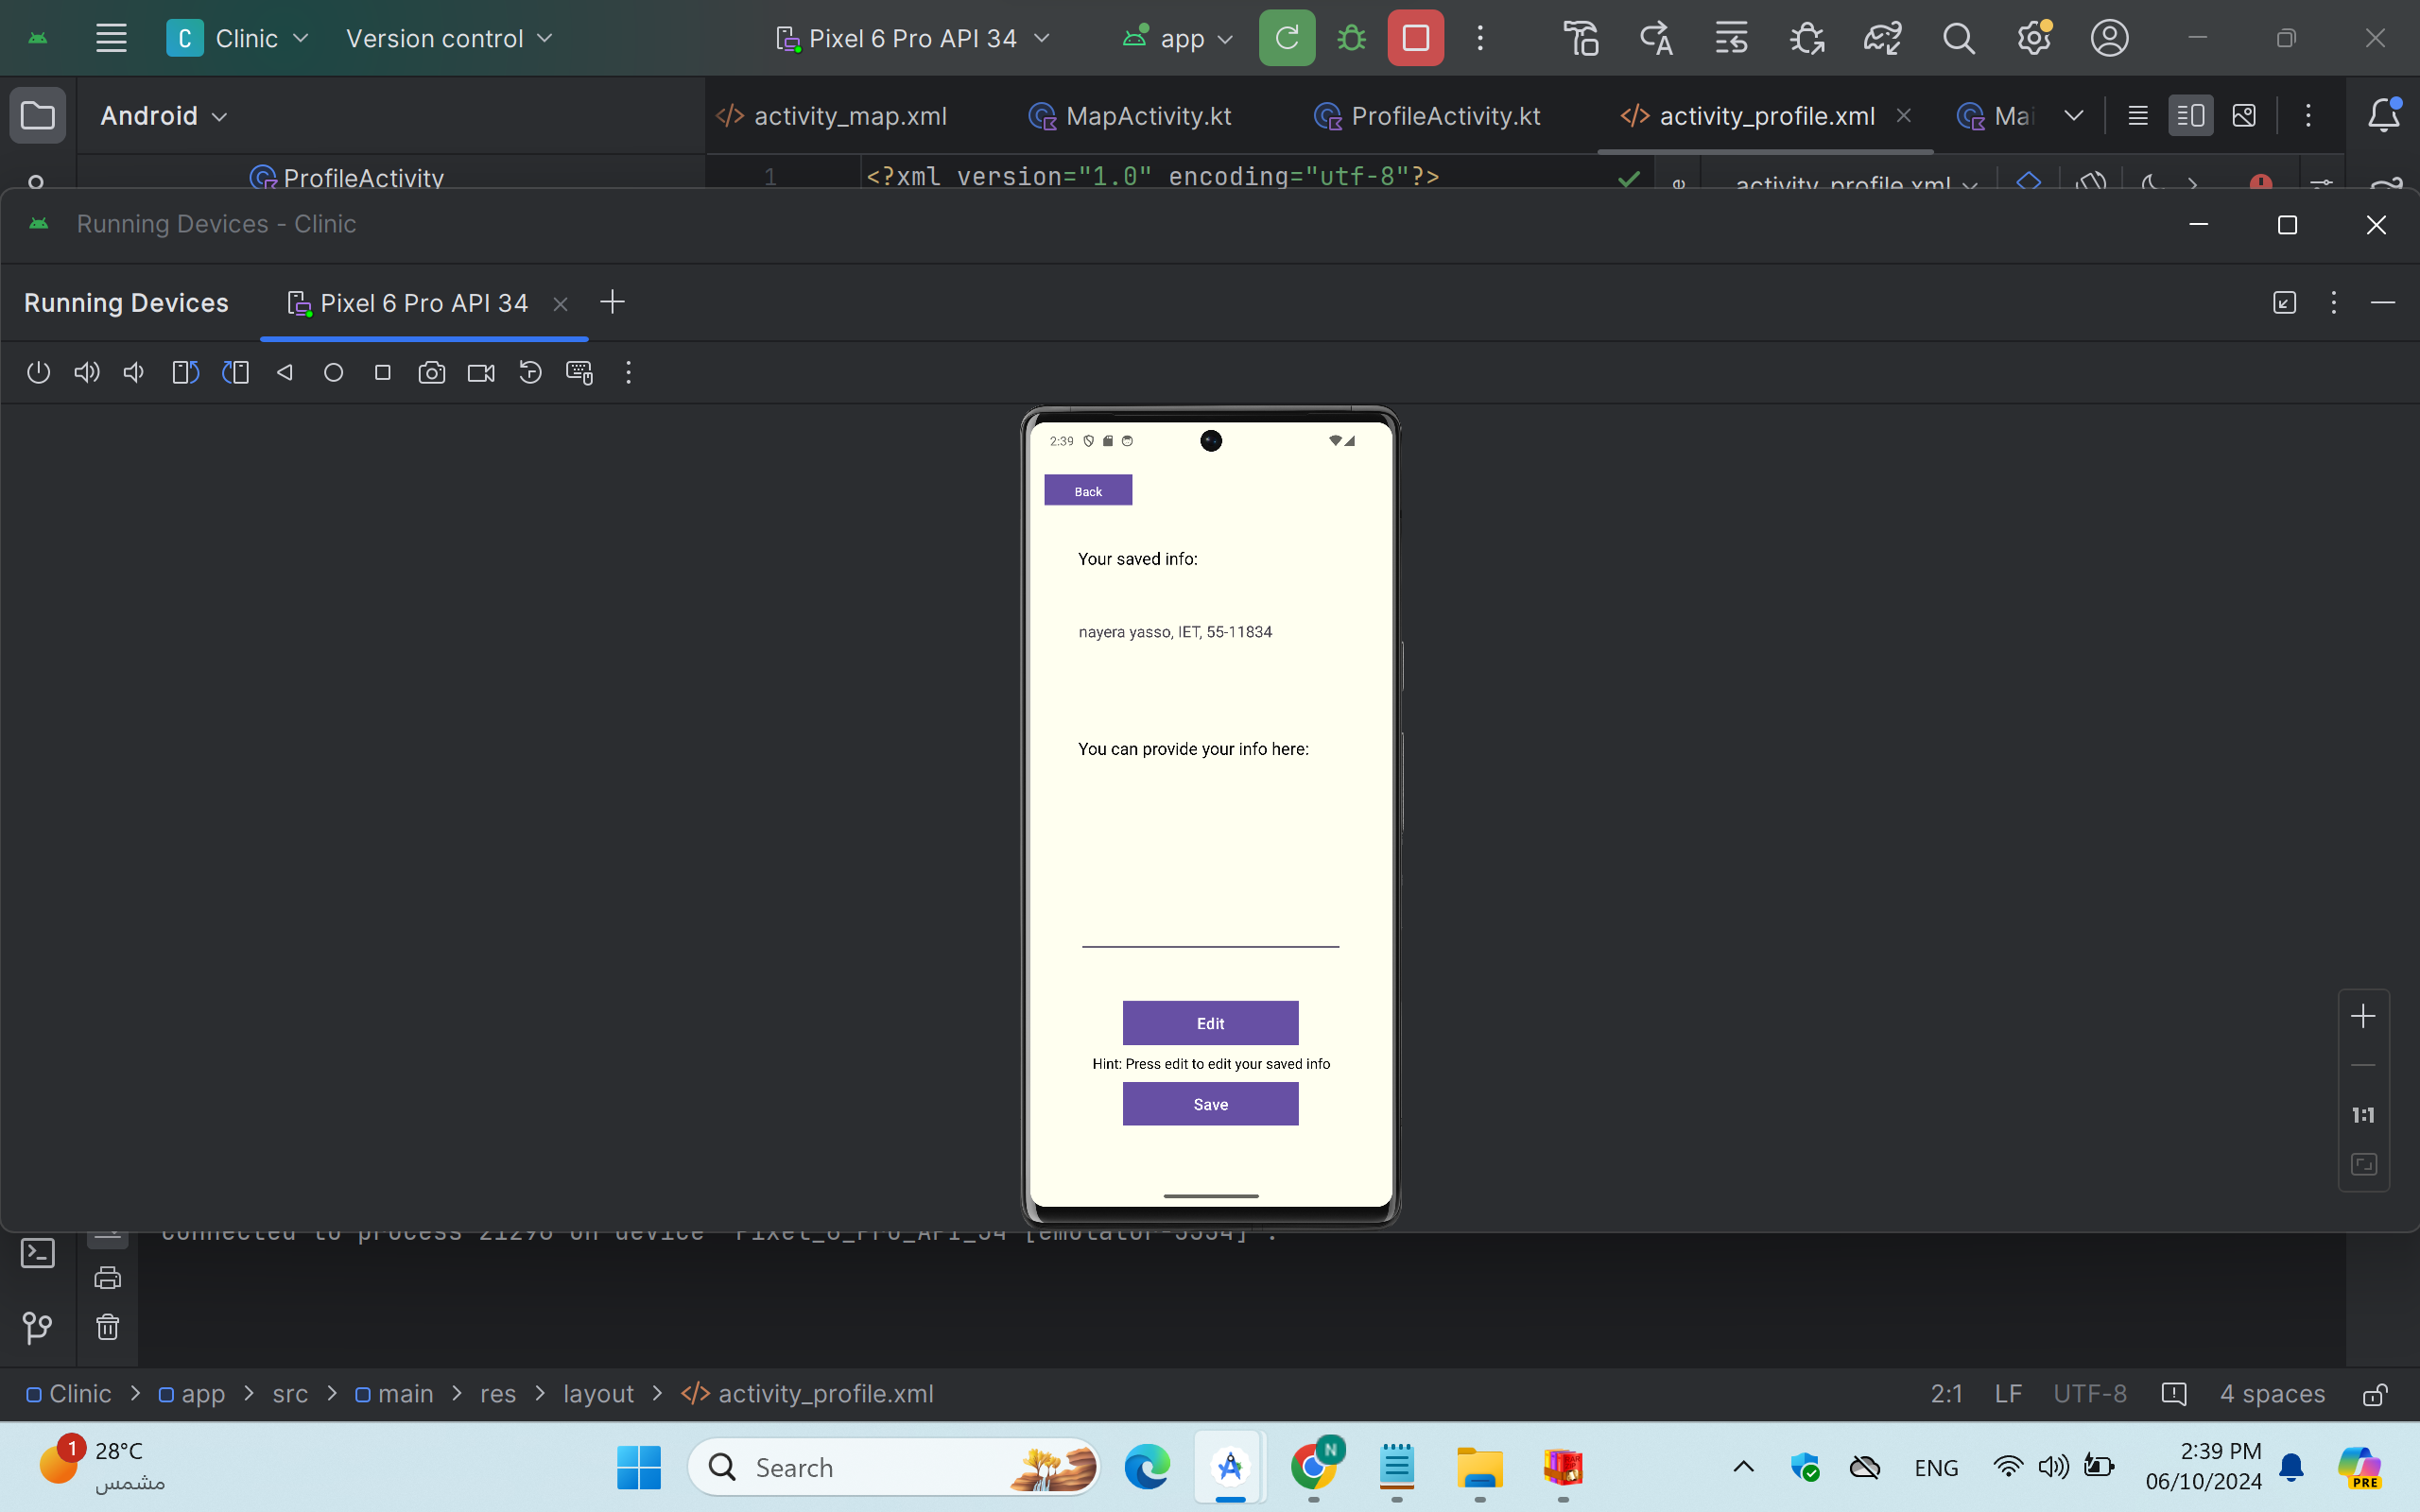 C Clinic Version control Pixel 6 Pro API 34 app
Android activity_map.xml MapActivity.kt ProfileActivity.kt activity_profile.xml Mai
ProfileActivity 1 <?xml version="1.0" encoding="utf-8"?> activity_profile.xml
Running Devices - Clinic
Running Devices Pixel 6 Pro API 34
2:39
Back
Your saved info:
nayera yasso, IET, 55-11834
You can provide your info here:
Edit
Hint: Press edit to edit your saved info
Save
1:1
Connected to process 21298 on device 'Pixel_6_Pro_API_34 [emulator-5554]'.
Clinic > app > src > main > res > layout > activity_profile.xml 2:1 LF UTF-8 4 spaces
1 28°C
مشمس
Search
N
ENG
2:39 PM
06/10/2024
PRE